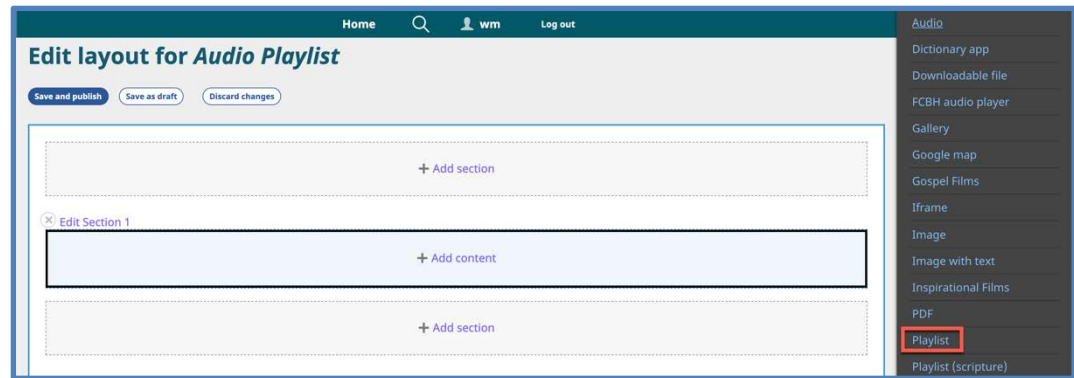 Home wm Log out
Edit layout for Audio Playlist
Save and publish Save as draft Discard changes
+ Add section
Edit Section 1
+ Add content
+ Add section
Audio
Dictionary app
Downloadable file
FCBH audio player
Gallery
Google map
Gospel Films
Iframe
Image
Image with text
Inspirational Films
PDF
Playlist
Playlist (scripture)